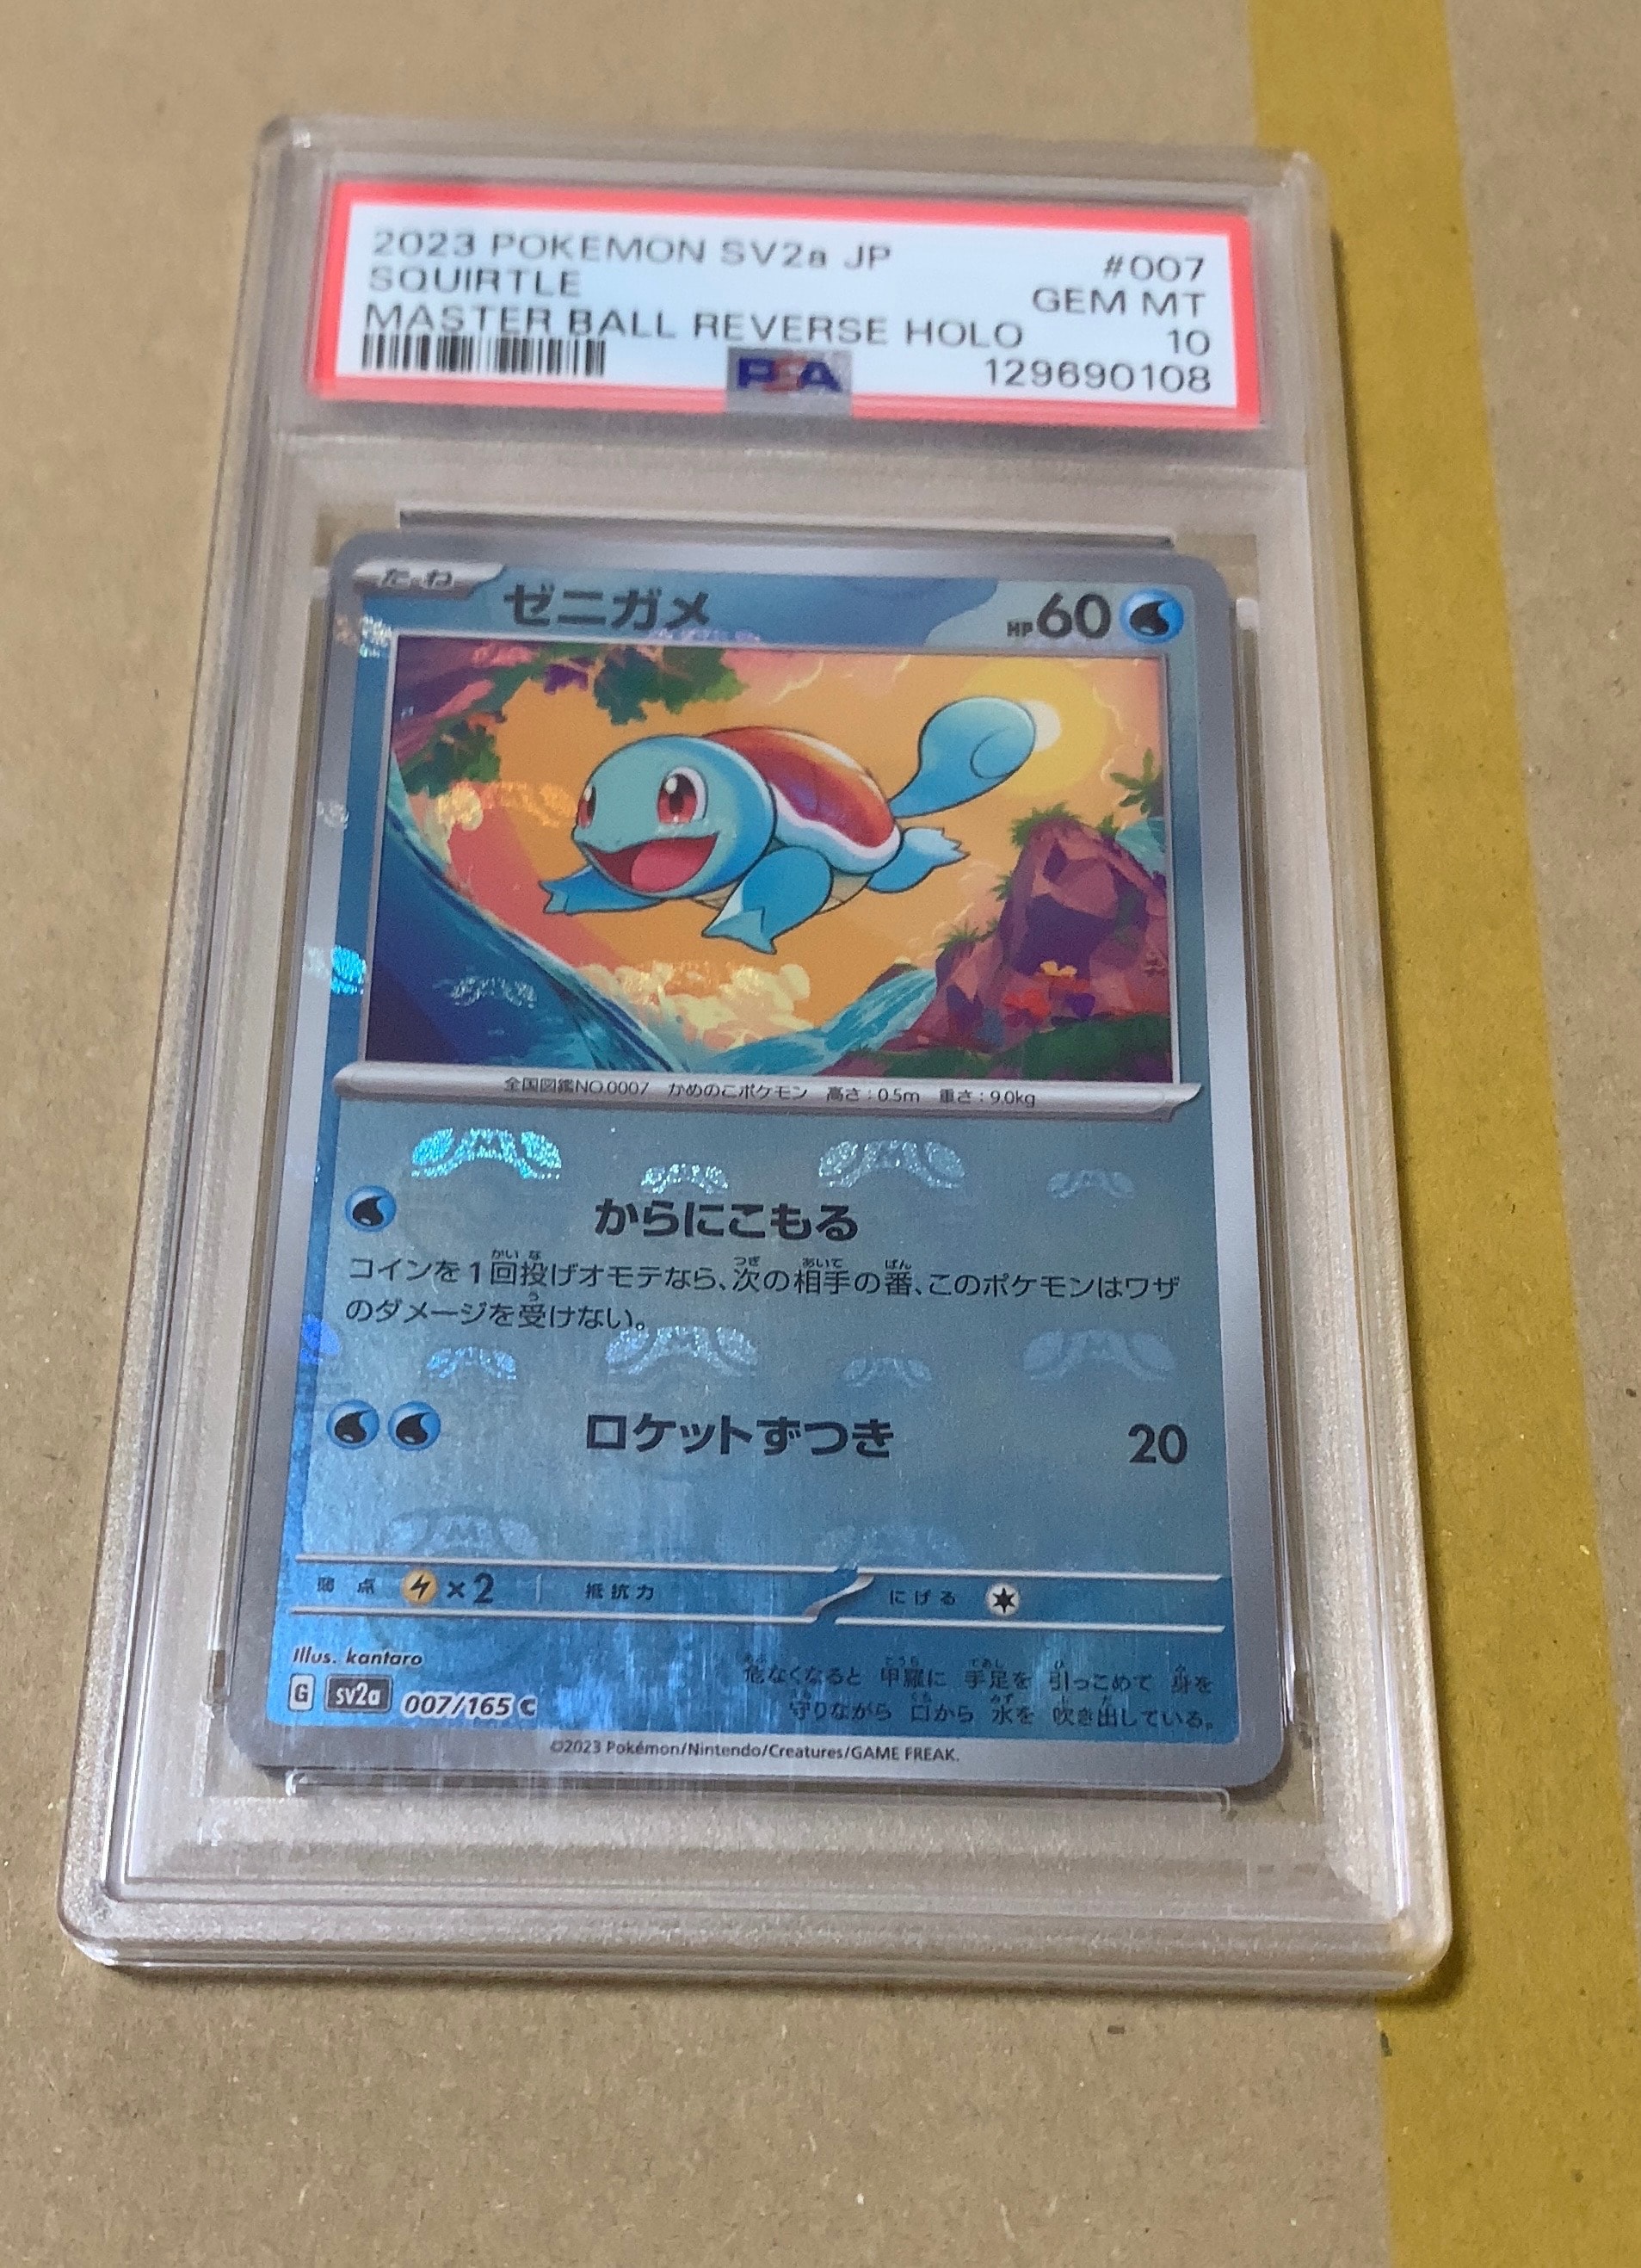 2023 POKEMON SV2a JP #007
SQUIRTLE GEM MT
MASTER BALL REVERSE HOLO 10
PSA 129690108
たね ゼニガメ HP60
全国図鑑NO.0007 かめのこポケモン 高さ:0.5m 重さ:9.0kg
からにこもる
コインを1回投げオモテなら、次の相手の番、このポケモンはワザ
のダメージを受けない。
ロケットずつき 20
弱点 ×2 抵抗力 にげる
Illus. kantaro
危なくなると 甲羅に 手足を 引っこめて 身を
守りながら 口から 水を 吹き出している。
G sv2a 007/165 C
©2023 Pokémon/Nintendo/Creatures/GAME FREAK.